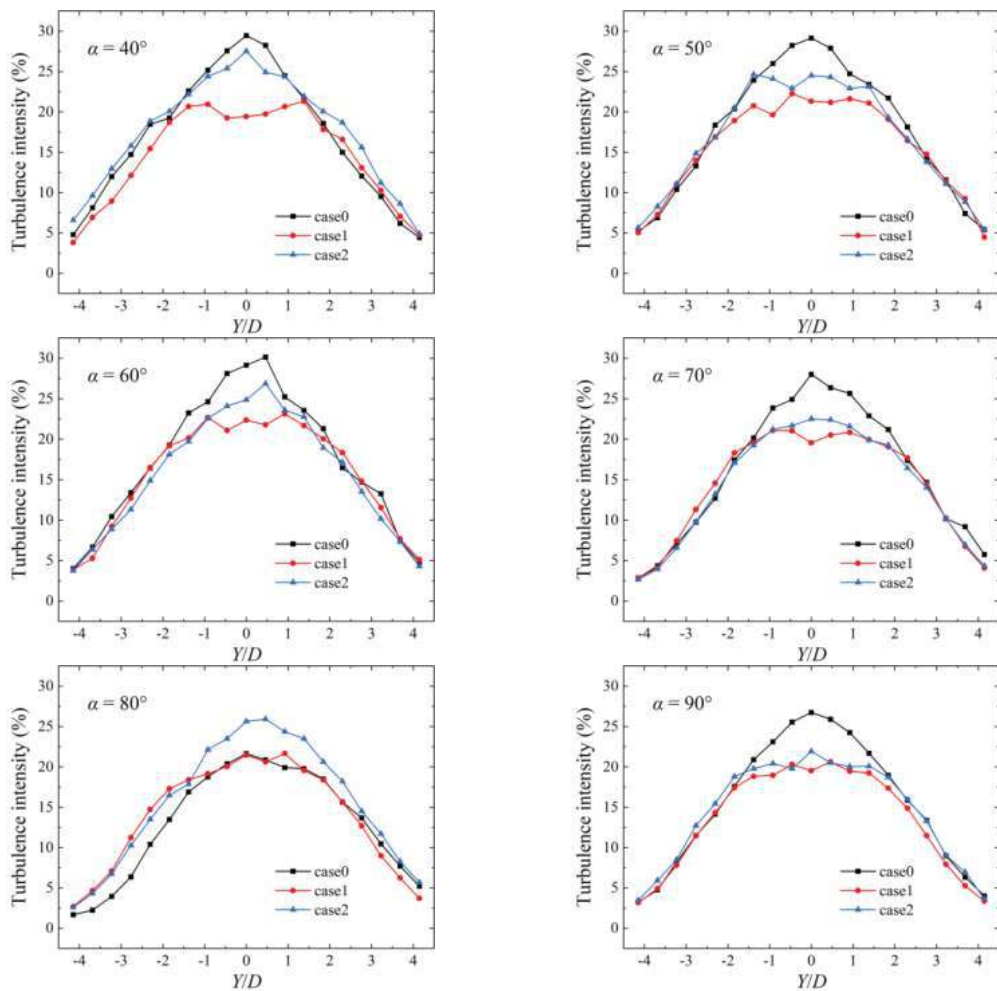 α = 40°
Turbulence intensity (%)
30
25
20
15
10
5
0
case0
case1
case2
-4 -3 -2 -1 0 1 2 3 4
Y/D
α = 50°
Turbulence intensity (%)
30
25
20
15
10
5
0
case0
case1
case2
-4 -3 -2 -1 0 1 2 3 4
Y/D
α = 60°
Turbulence intensity (%)
30
25
20
15
10
5
0
case0
case1
case2
-4 -3 -2 -1 0 1 2 3 4
Y/D
α = 70°
Turbulence intensity (%)
30
25
20
15
10
5
0
case0
case1
case2
-4 -3 -2 -1 0 1 2 3 4
Y/D
α = 80°
Turbulence intensity (%)
30
25
20
15
10
5
0
case0
case1
case2
-4 -3 -2 -1 0 1 2 3 4
Y/D
α = 90°
Turbulence intensity (%)
30
25
20
15
10
5
0
case0
case1
case2
-4 -3 -2 -1 0 1 2 3 4
Y/D